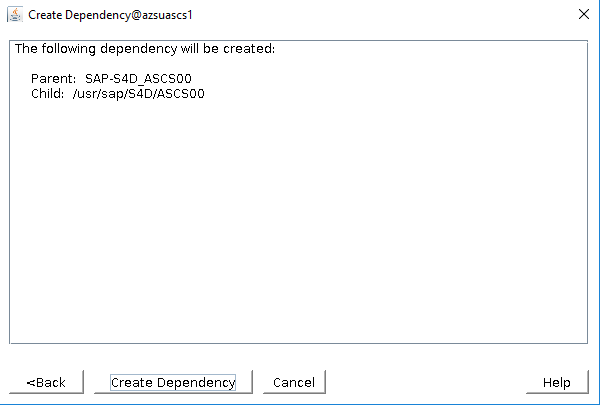 Create Dependency@azsuascs1
The following dependency will be created:
Parent: SAP-S4D_ASCS00
Child: /usr/sap/S4D/ASCS00
<Back
Create Dependency
Cancel
Help